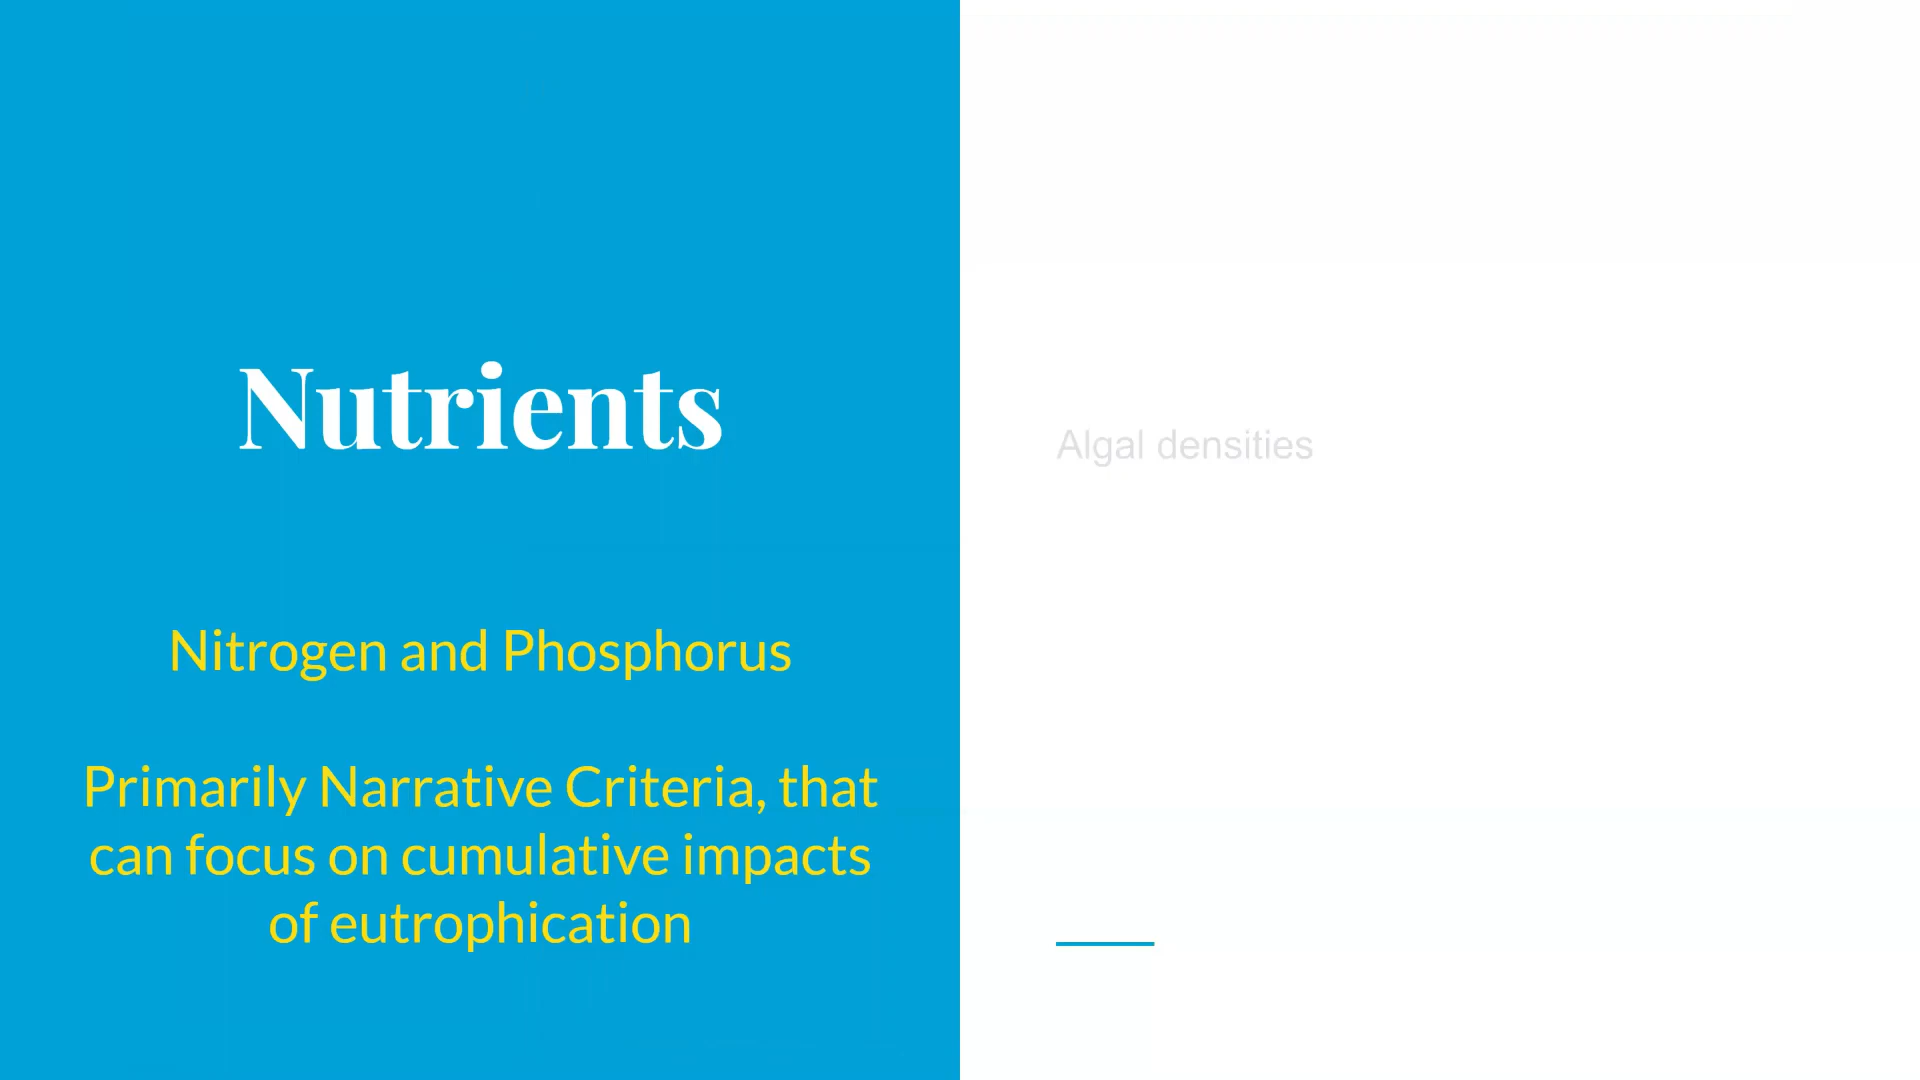 Nutrients
Nitrogen and Phosphorus
Primarily Narrative Criteria, that
can focus on cumulative impacts
of eutrophication
Algal densities